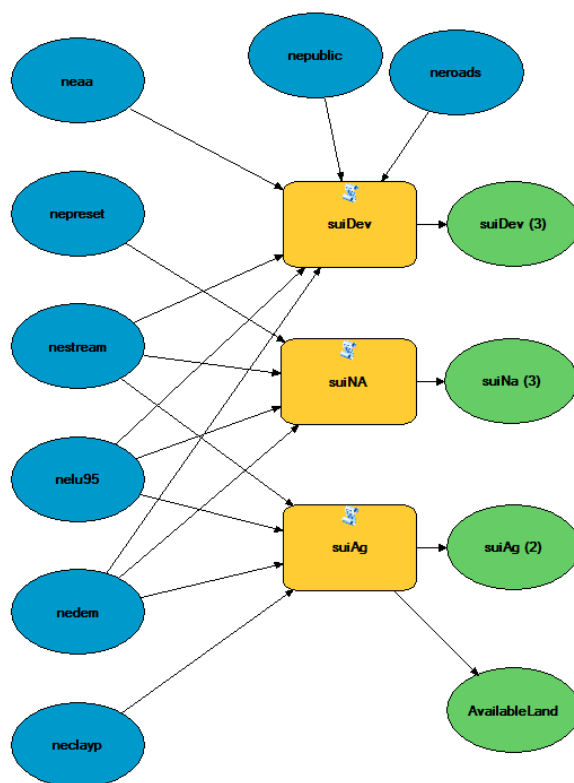 nepublic
neroads
neaa
nepreset
suiDev
suiDev (3)
nestream
suiNA
suiNa (3)
nelu95
suiAg
suiAg (2)
nedem
AvailableLand
neclayp